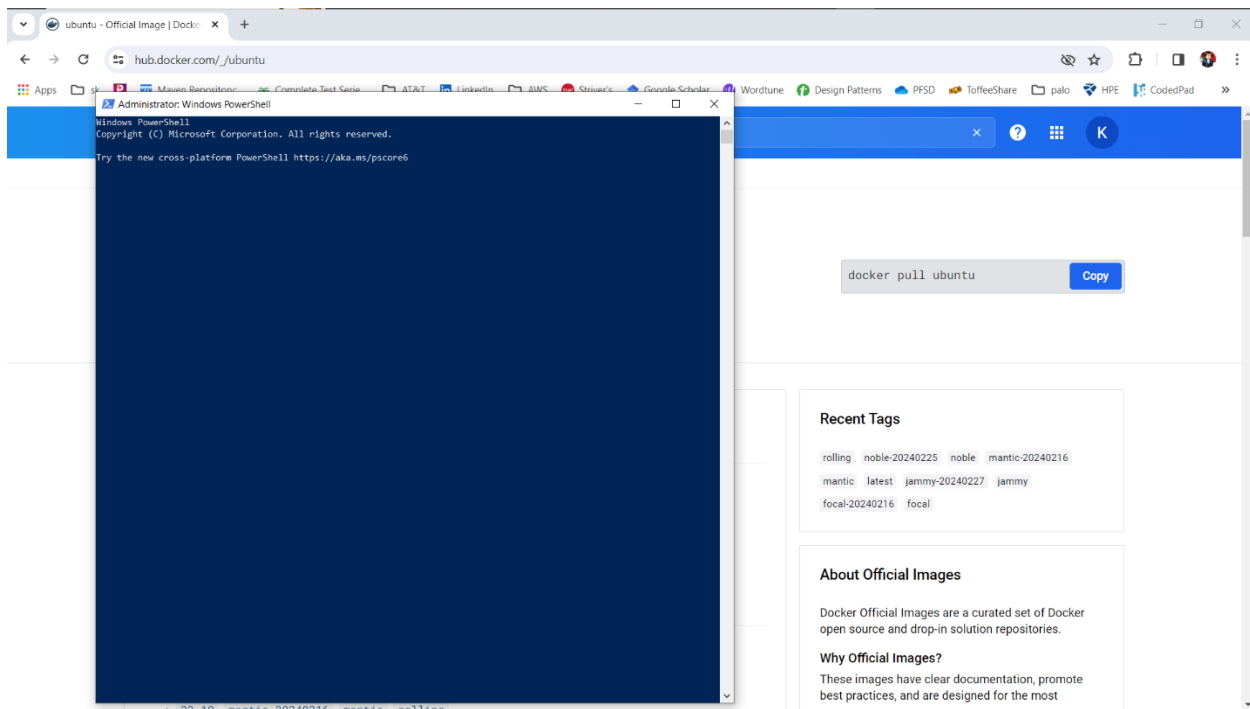 ubuntu - Official Image | Docke
hub.docker.com/_/ubuntu
Apps sk Maven Repository: Complete Test Serie AT&T LinkedIn AWS Striver's Google Scholar Wordtune Design Patterns PFSD ToffeeShare palo HPE CodedPad
Administrator: Windows PowerShell
Windows PowerShell
Copyright (C) Microsoft Corporation. All rights reserved.
Try the new cross-platform PowerShell https://aka.ms/pscore6
K
docker pull ubuntu Copy
Recent Tags
rolling noble-20240225 noble mantic-20240216
mantic latest jammy-20240227 jammy
focal-20240216 focal
About Official Images
Docker Official Images are a curated set of Docker
open source and drop-in solution repositories.
Why Official Images?
These images have clear documentation, promote
best practices, and are designed for the most